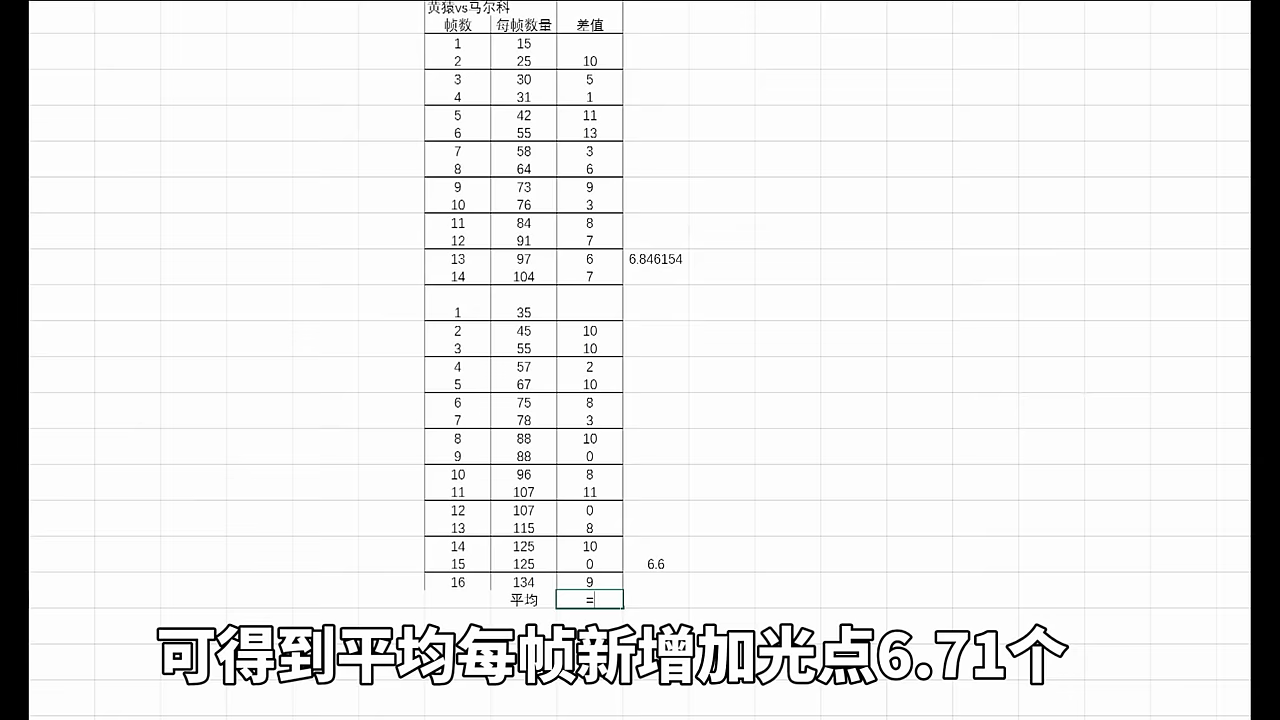 黄猿vs马尔科
帧数 每帧数量 差值
1 15
2 25 10
3 30 5
4 31 1
5 42 11
6 55 13
7 58 3
8 64 6
9 73 9
10 76 3
11 84 8
12 91 7
13 97 6 6.846154
14 104 7
1 35
2 45 10
3 55 10
4 57 2
5 67 10
6 75 8
7 78 3
8 88 10
9 88 0
10 96 8
11 107 11
12 107 0
13 115 8
14 125 10
15 125 0 6.6
16 134 9
平均 =
可得到平均每帧新增加光点6.71个